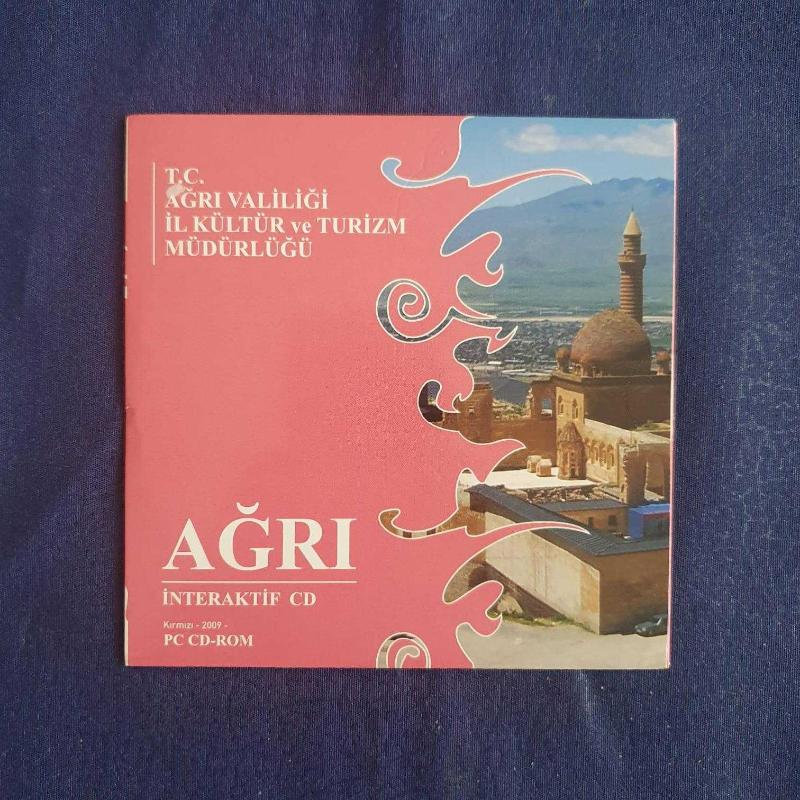 T.C.
AĞRI VALİLİĞİ
İL KÜLTÜR ve TURİZM
MÜDÜRLÜĞÜ
AĞRI
İNTERAKTİF CD
Kırmızı - 2009 -
PC CD-ROM